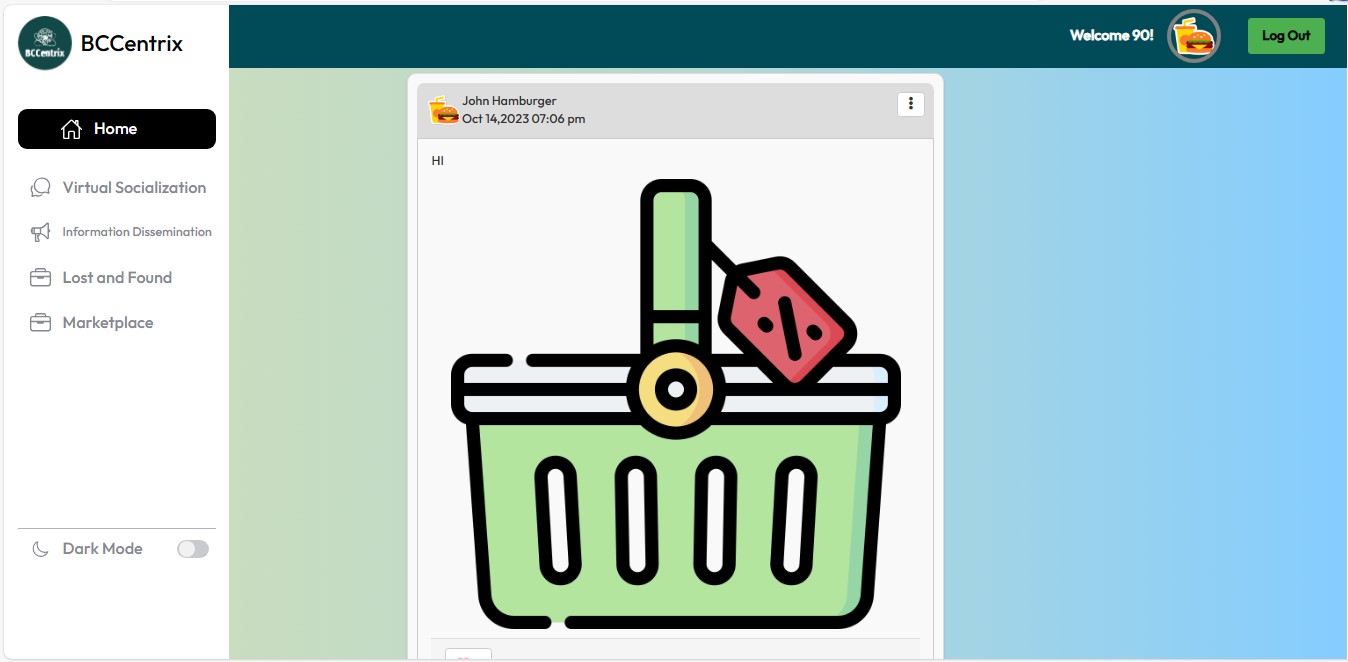 BCCentrix
BCCentrix
Welcome 90!
Log Out
Home
Virtual Socialization
Information Dissemination
Lost and Found
Marketplace
Dark Mode
John Hamburger
Oct 14,2023 07:06 pm
HI
%